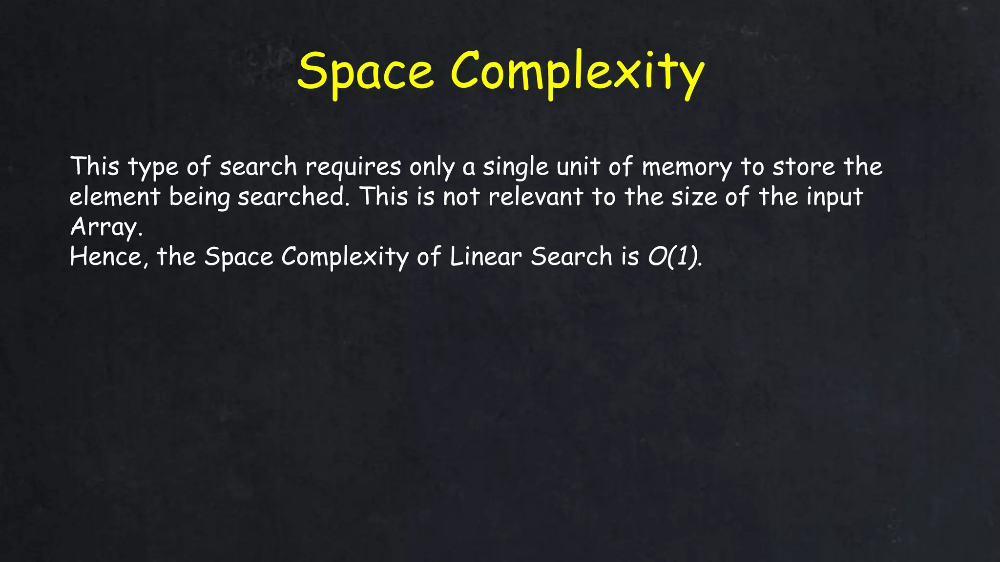 Space Complexity
This type of search requires only a single unit of memory to store the
element being searched. This is not relevant to the size of the input
Array.
Hence, the Space Complexity of Linear Search is O(1).